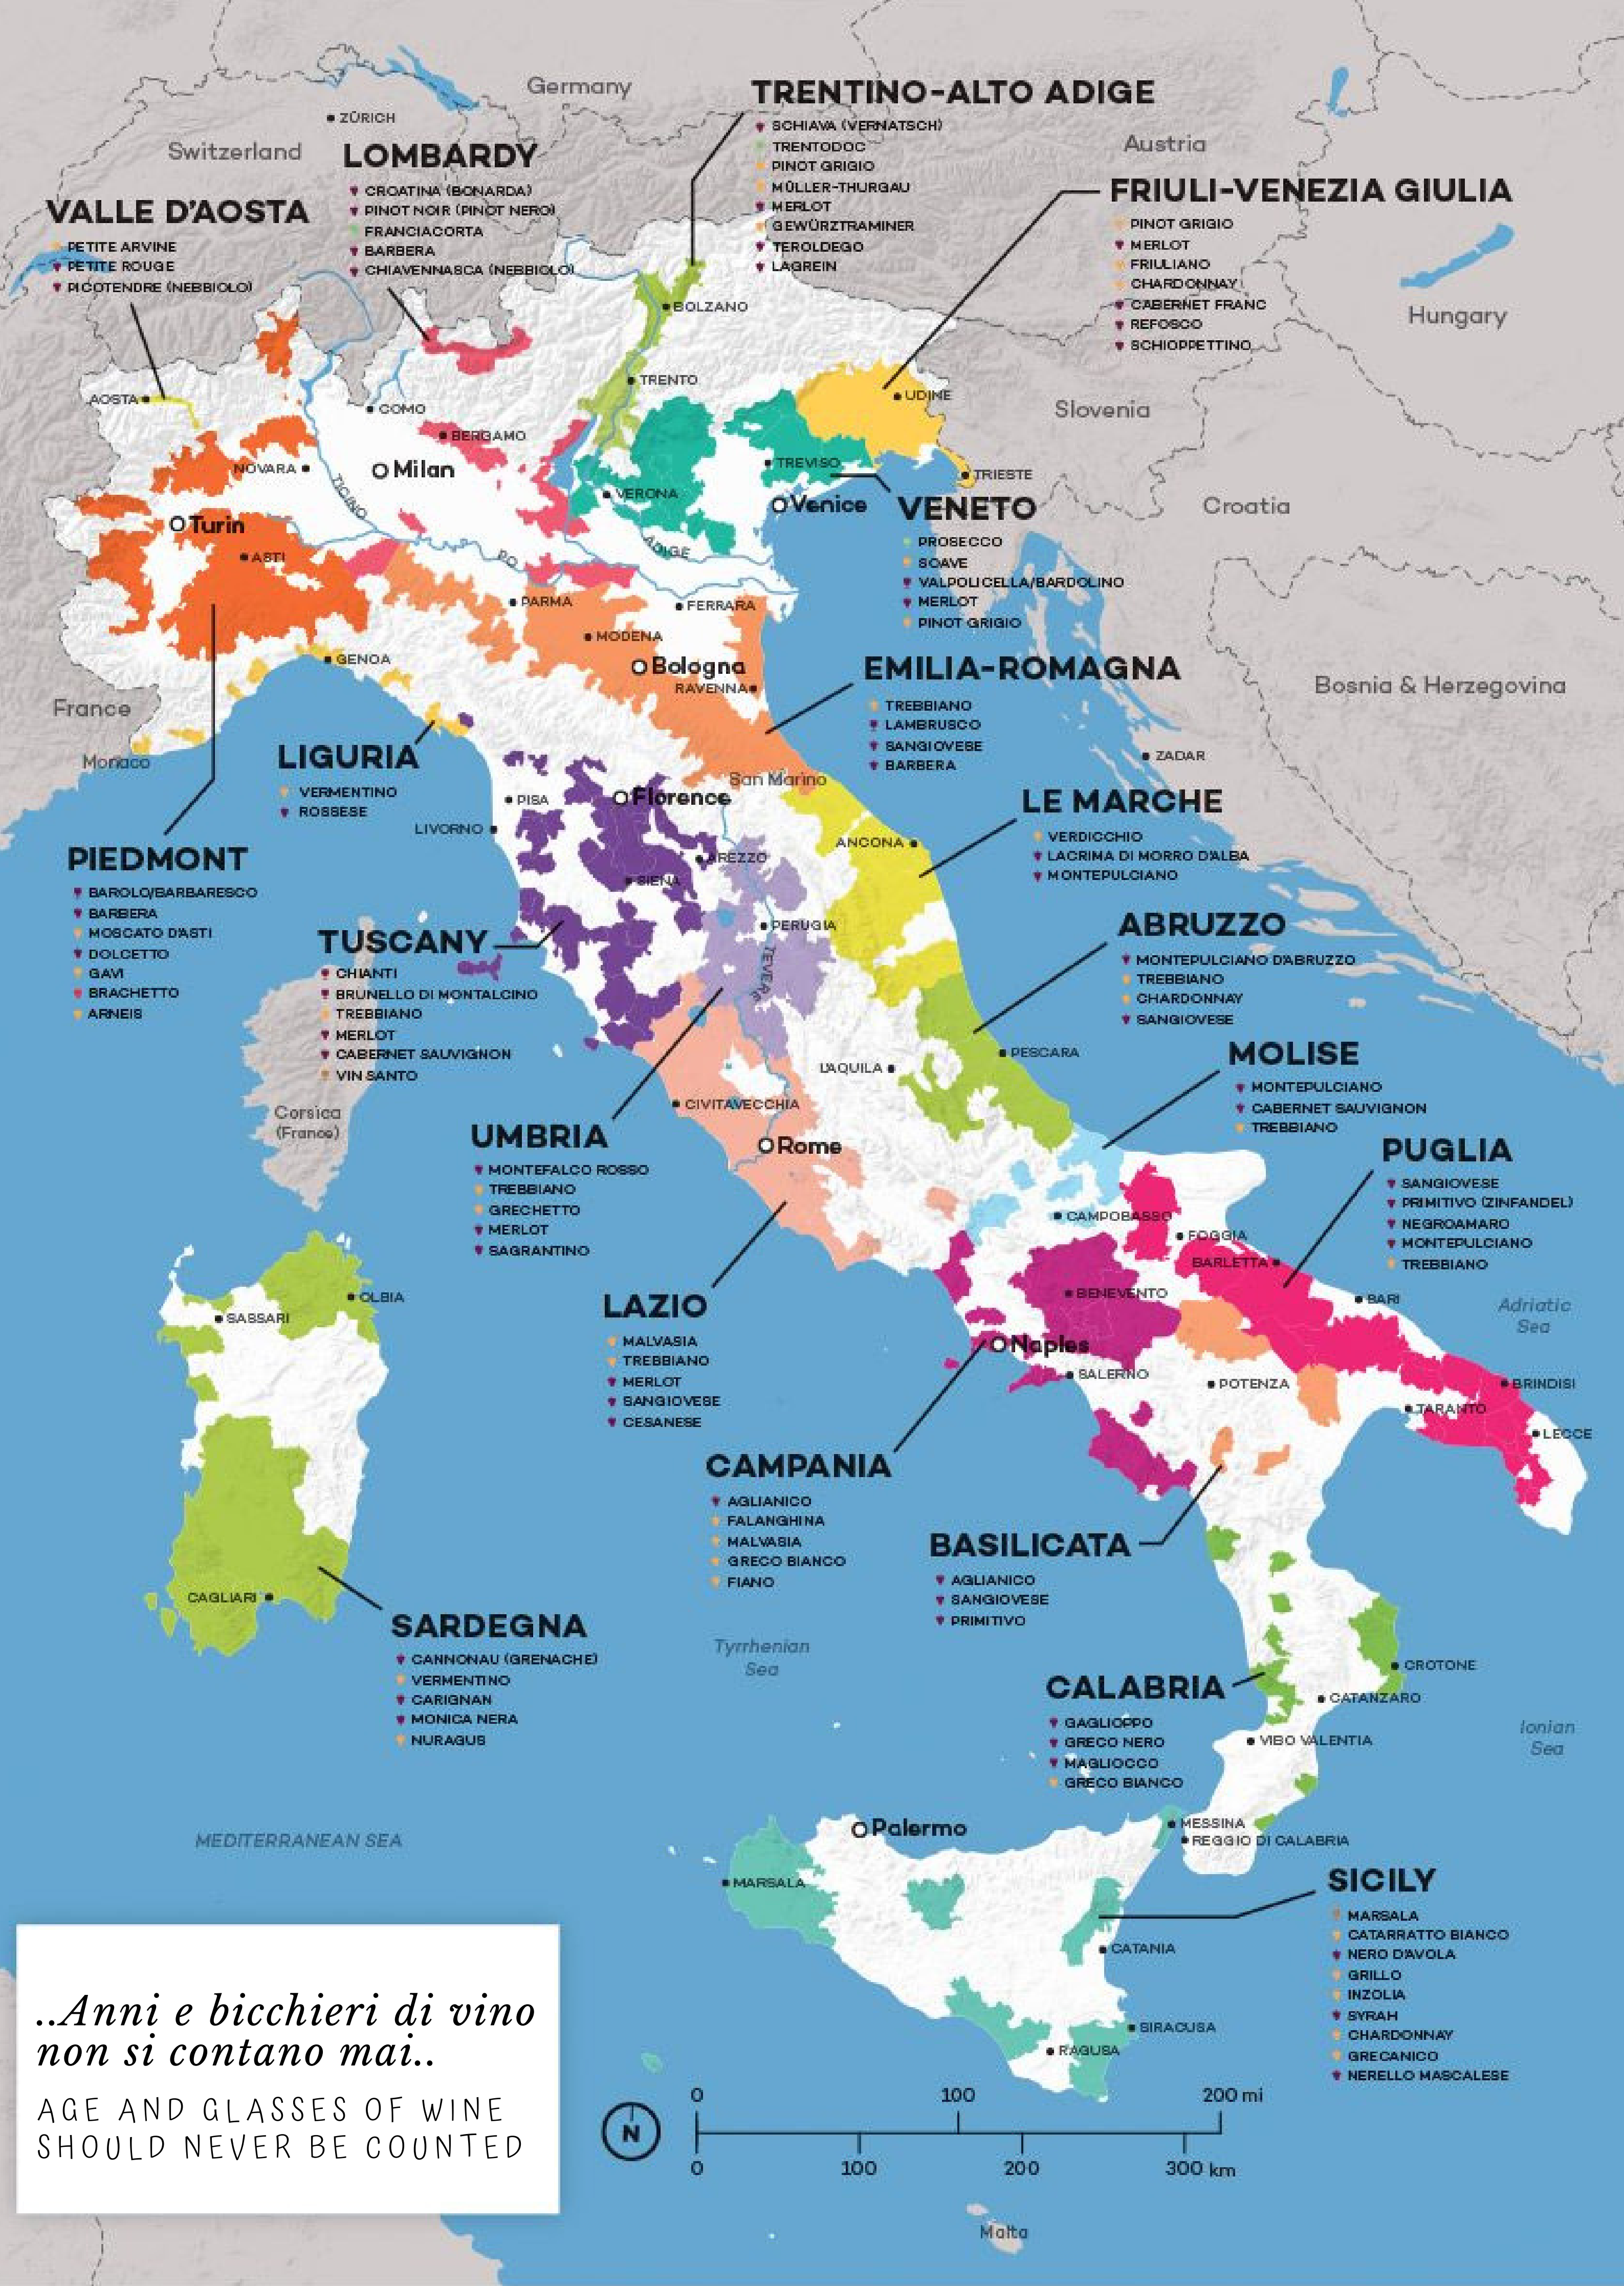 Germany
ZÜRICH
Switzerland
Austria
Hungary
Slovenia
Croatia
Bosnia & Herzegovina
France
Monaco
San Marino
Corsica
(France)
Malta
TRENTINO-ALTO ADIGE
SCHIAVA (VERNATSCH)
TRENTODOC
PINOT GRIGIO
MÜLLER-THURGAU
MERLOT
GEWÜRZTRAMINER
TEROLDEGO
LAGREIN
LOMBARDY
CROATINA (BONARDA)
PINOT NOIR (PINOT NERO)
FRANCIACORTA
BARBERA
CHIAVENNASCA (NEBBIOLO)
VALLE D'AOSTA
PETITE ARVINE
PETITE ROUGE
PICOTENDRE (NEBBIOLO)
FRIULI-VENEZIA GIULIA
PINOT GRIGIO
MERLOT
FRIULIANO
CHARDONNAY
CABERNET FRANC
REFOSCO
SCHIOPPETTINO
BOLZANO
TRENTO
AOSTA
COMO
UDINE
BERGAMO
NOVARA
Milan
TREVISO
TRIESTE
VERONA
Venice
TICINO
Turin
ADIGE
ASTI
PO
PARMA
FERRARA
MODENA
GENOA
Bologna
RAVENNA
ZADAR
VENETO
PROSECCO
SOAVE
VALPOLICELLA/BARDOLINO
MERLOT
PINOT GRIGIO
EMILIA-ROMAGNA
TREBBIANO
LAMBRUSCO
SANGIOVESE
BARBERA
LIGURIA
VERMENTINO
ROSSESE
PISA
Florence
LIVORNO
ANCONA
AREZZO
SIENA
PERUGIA
TEVERE
LE MARCHE
VERDICCHIO
LACRIMA DI MORRO D'ALBA
MONTEPULCIANO
PIEDMONT
BAROLO/BARBARESCO
BARBERA
MOSCATO D'ASTI
DOLCETTO
GAVI
BRACHETTO
ARNEIS
TUSCANY
CHIANTI
BRUNELLO DI MONTALCINO
TREBBIANO
MERLOT
CABERNET SAUVIGNON
VIN SANTO
ABRUZZO
MONTEPULCIANO D'ABRUZZO
TREBBIANO
CHARDONNAY
SANGIOVESE
PESCARA
L'AQUILA
CIVITAVECCHIA
Rome
MOLISE
MONTEPULCIANO
CABERNET SAUVIGNON
TREBBIANO
UMBRIA
MONTEFALCO ROSSO
TREBBIANO
GRECHETTO
MERLOT
SAGRANTINO
PUGLIA
SANGIOVESE
PRIMITIVO (ZINFANDEL)
NEGROAMARO
MONTEPULCIANO
TREBBIANO
CAMPOBASSO
FOGGIA
BARLETTA
BENEVENTO
BARI
Adriatic
Sea
Naples
SALERNO
POTENZA
BRINDISI
TARANTO
LECCE
OLBIA
SASSARI
CAGLIARI
LAZIO
MALVASIA
TREBBIANO
MERLOT
SANGIOVESE
CESANESE
CAMPANIA
AGLIANICO
FALANGHINA
MALVASIA
GRECO BIANCO
FIANO
BASILICATA
AGLIANICO
SANGIOVESE
PRIMITIVO
SARDEGNA
CANNONAU (GRENACHE)
VERMENTINO
CARIGNAN
MONICA NERA
NURAGUS
Tyrrhenian
Sea
CALABRIA
GAGLIOPPO
GRECO NERO
MAGLIOCCO
GRECO BIANCO
CROTONE
CATANZARO
VIBO VALENTIA
Ionian
Sea
MEDITERRANEAN SEA
Palermo
MESSINA
REGGIO DI CALABRIA
MARSALA
CATANIA
SIRACUSA
RAGUSA
SICILY
MARSALA
CATARRATTO BIANCO
NERO D'AVOLA
GRILLO
INZOLIA
SYRAH
CHARDONNAY
GRECANICO
NERELLO MASCALESE
..Anni e bicchieri di vino
non si contano mai..
AGE AND GLASSES OF WINE
SHOULD NEVER BE COUNTED
N
0 100 200 mi
0 100 200 300 km